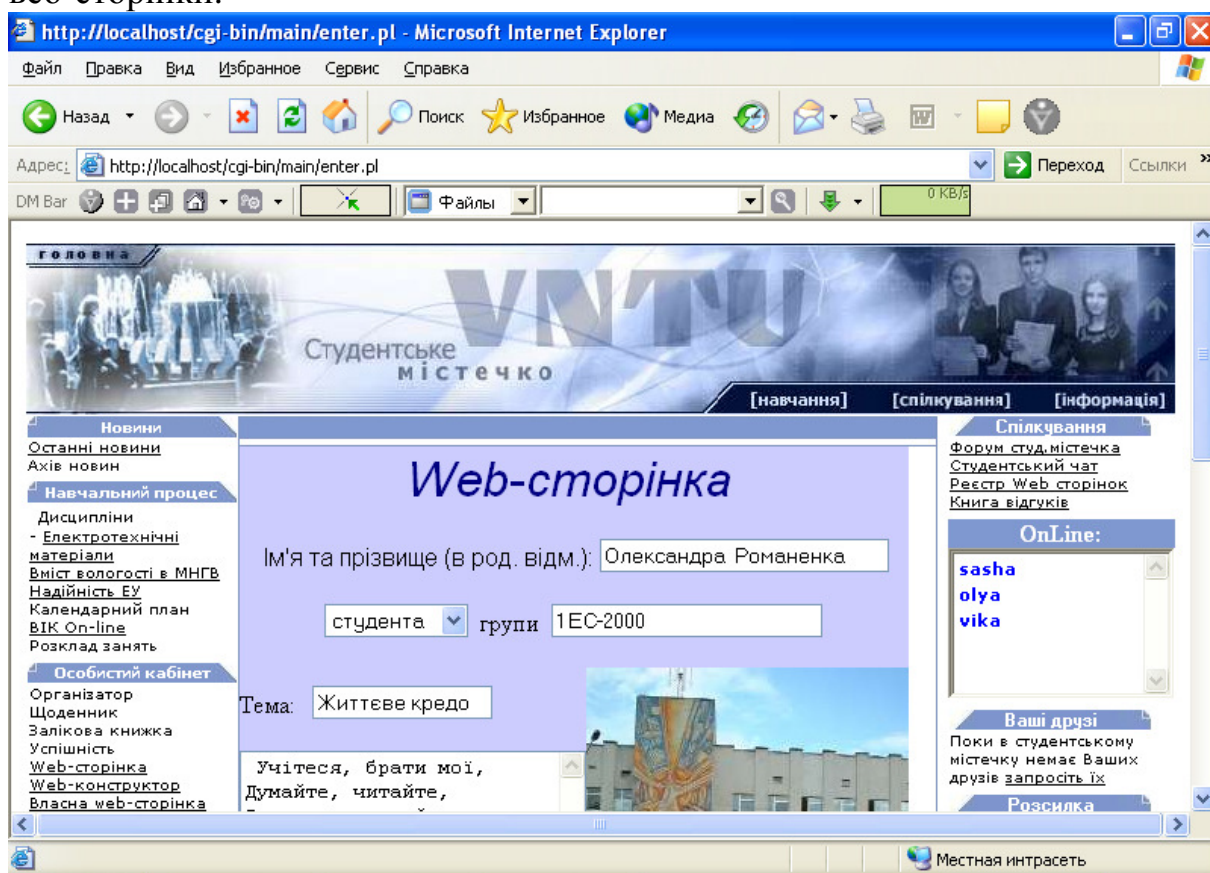 веб-сторінки.
http://localhost/cgi-bin/main/enter.pl - Microsoft Internet Explorer
Файл Правка Вид Избранное Сервис Справка
Назад Поиск Избранное Медиа
Адрес: http://localhost/cgi-bin/main/enter.pl Переход Ссылки »
DM Bar Файлы 0 KB/s
головна
VNTU
Студентське
містечко
[навчання] [спілкування] [інформація]
Новини
Останні новини
Ахів новин
Навчальний процес
Дисципліни
- Електротехнічні
матеріали
Вміст вологості в МНГВ
Надійність ЕУ
Календарний план
ВІК On-line
Розклад занять
Особистий кабінет
Організатор
Щоденник
Залікова книжка
Успішність
Web-сторінка
Web-конструктор
Власна web-сторінка
Web-сторінка
Ім'я та прізвище (в род. відм.): Олександра Романенка
студента групи 1ЕС-2000
Тема: Життєве кредо
Учітеся, брати мої,
Думайте, читайте,
Спілкування
Форум студ.містечка
Студентський чат
Реєстр Web сторінок
Книга відгуків
OnLine:
sasha
olya
vika
Ваші друзі
Поки в студентському
містечку немає Ваших
друзів запросіть їх
Розсилка
Местная интрасеть